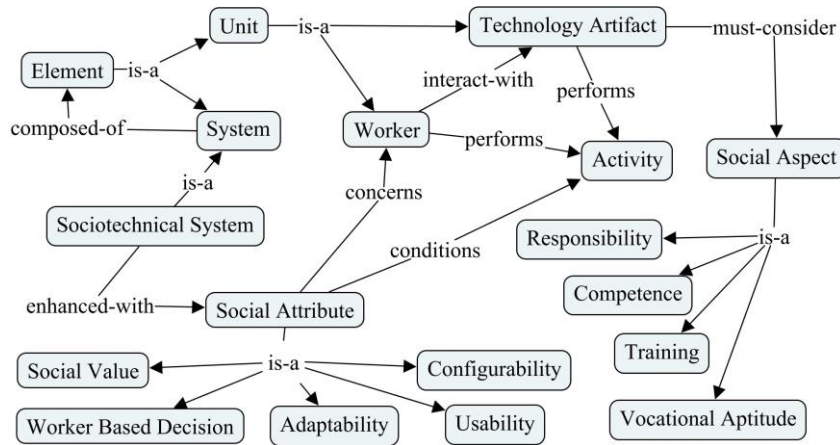 Unit
is-a
Technology Artifact
must-consider
Element
is-a
interact-with
performs
composed-of
System
Worker
performs
Activity
Social Aspect
is-a
concerns
Sociotechnical System
conditions
Responsibility
is-a
enhanced-with
Social Attribute
Competence
Training
is-a
Social Value
Configurability
Worker Based Decision
Adaptability
Usability
Vocational Aptitude